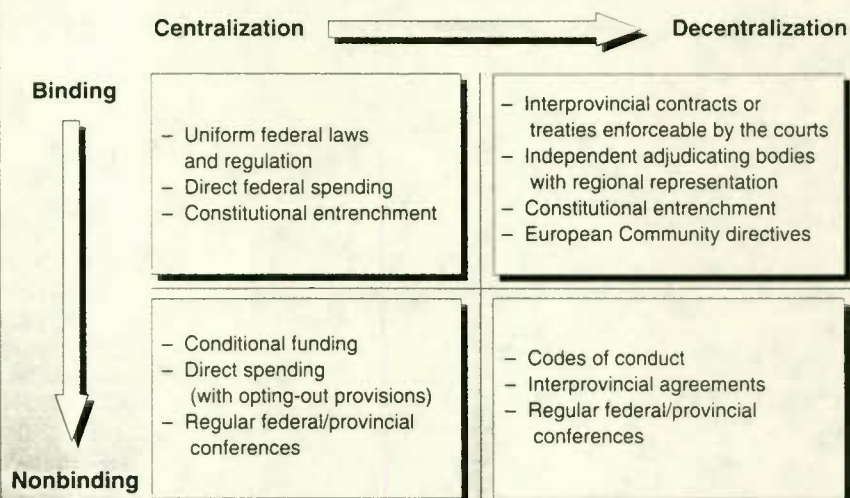 Centralization
Decentralization
Binding
– Uniform federal laws
and regulation
– Direct federal spending
– Constitutional entrenchment
– Interprovincial contracts or
treaties enforceable by the courts
– Independent adjudicating bodies
with regional representation
– Constitutional entrenchment
– European Community directives
– Conditional funding
– Direct spending
(with opting-out provisions)
– Regular federal/provincial
conferences
– Codes of conduct
– Interprovincial agreements
– Regular federal/provincial
conferences
Nonbinding